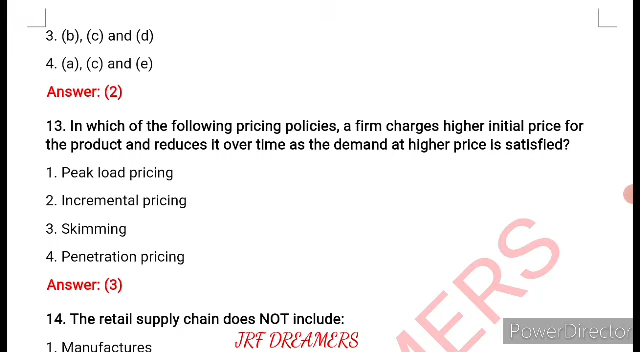 3. (b), (c) and (d)
4. (a), (c) and (e)
Answer: (2)
13. In which of the following pricing policies, a firm charges higher initial price for
the product and reduces it over time as the demand at higher price is satisfied?
1. Peak load pricing
2. Incremental pricing
3. Skimming
4. Penetration pricing
Answer: (3)
14. The retail supply chain does NOT include:
1. Manufactures
JRF DREAMERS
MERS
PowerDirector